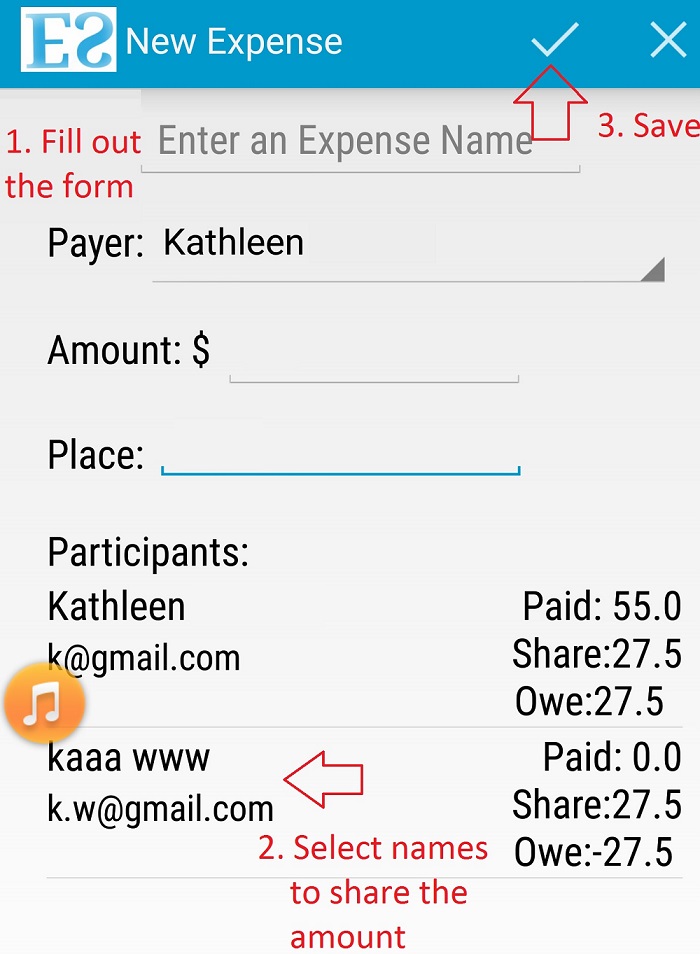 ES New Expense
3. Save
1. Fill out
the form
Enter an Expense Name
Payer: Kathleen
Amount: $
Place:
Participants:
Kathleen Paid: 55.0
k@gmail.com Share:27.5
Owe:27.5
kaaa www Paid: 0.0
k.w@gmail.com Share:27.5
Owe:-27.5
2. Select names
to share the
amount